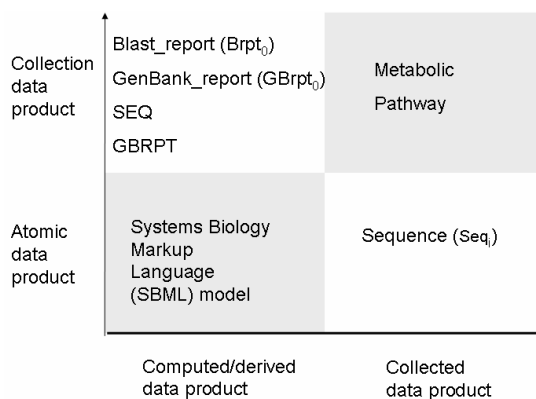 Collection
data
product
Blast_report (Brpt₀)
GenBank_report (GBrpt₀)
SEQ
GBRPT
Metabolic
Pathway
Atomic
data
product
Systems Biology
Markup
Language
(SBML) model
Sequence (Seqᵢ)
Computed/derived
data product
Collected
data product